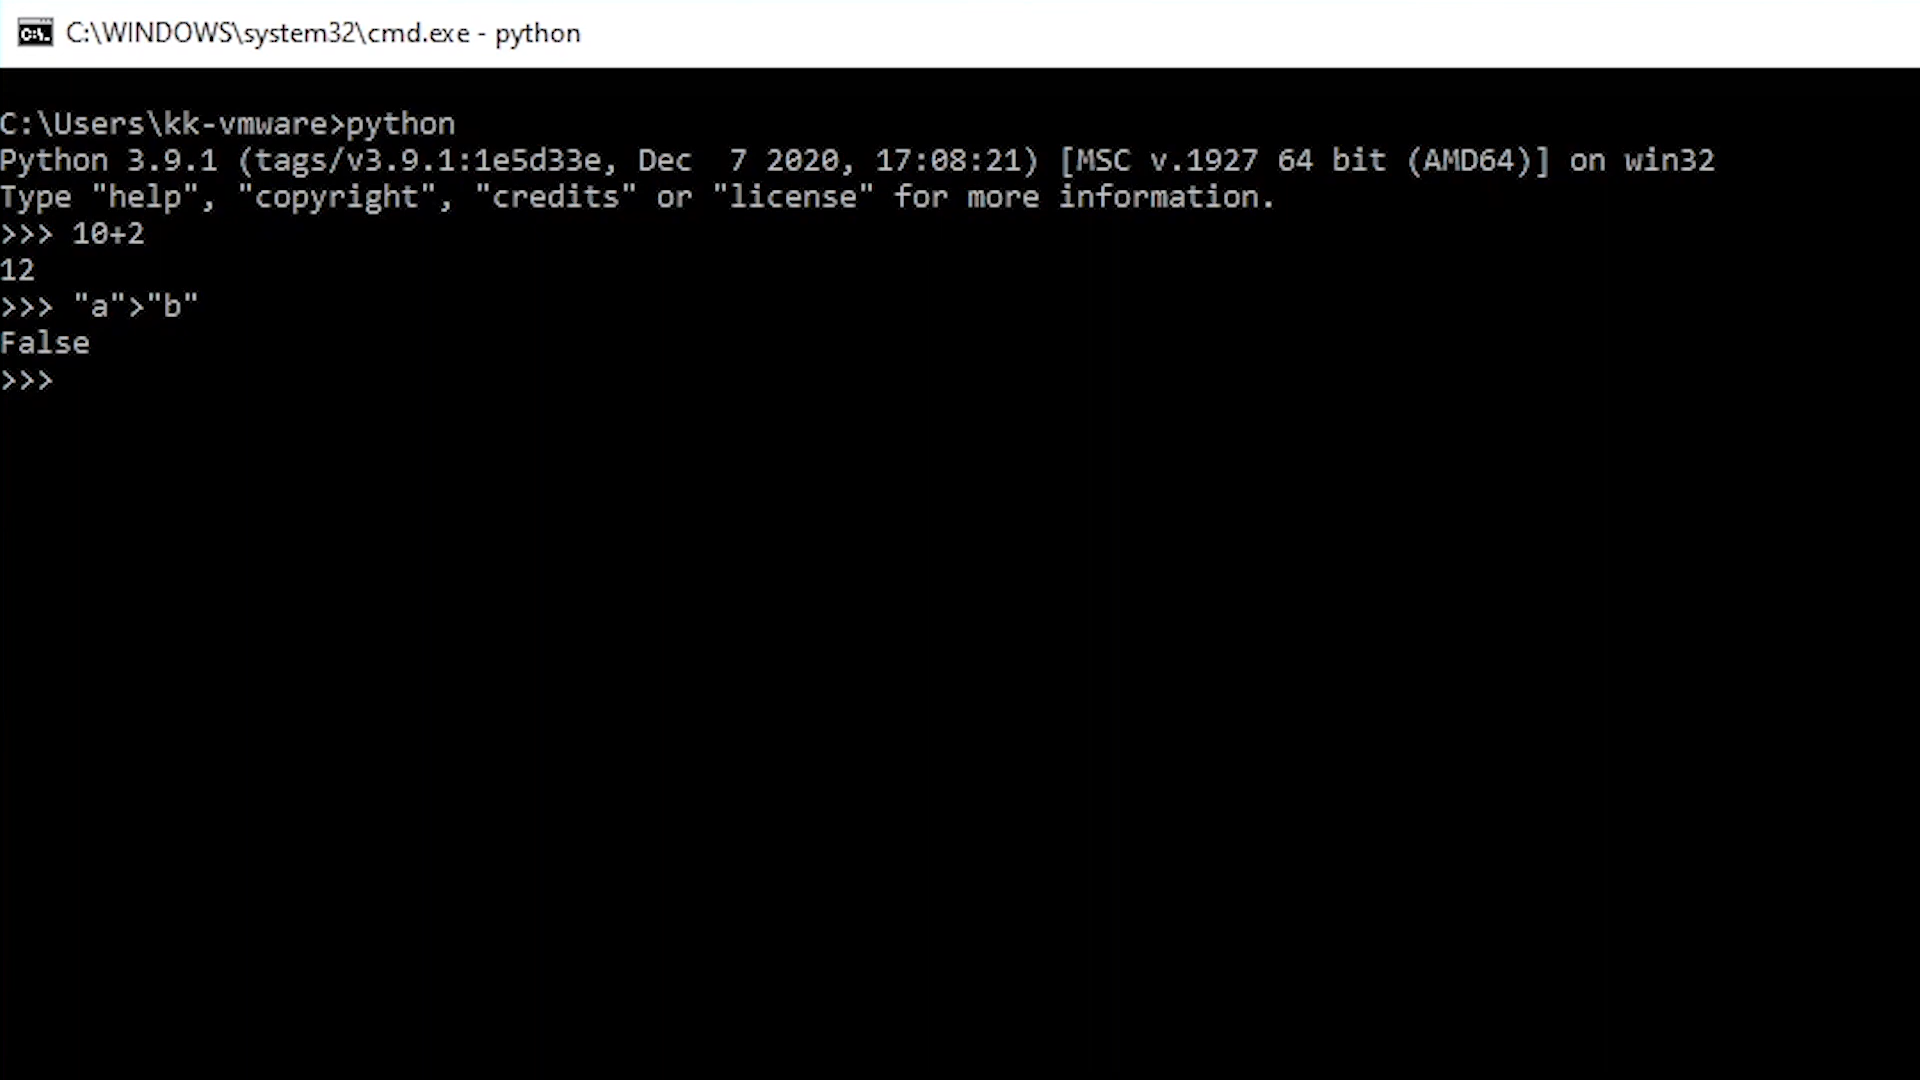 C:\WINDOWS\system32\cmd.exe - python
C:\Users\kk-vmware>python
Python 3.9.1 (tags/v3.9.1:1e5d33e, Dec  7 2020, 17:08:21) [MSC v.1927 64 bit (AMD64)] on win32
Type "help", "copyright", "credits" or "license" for more information.
>>> 10+2
12
>>> "a">"b"
False
>>>